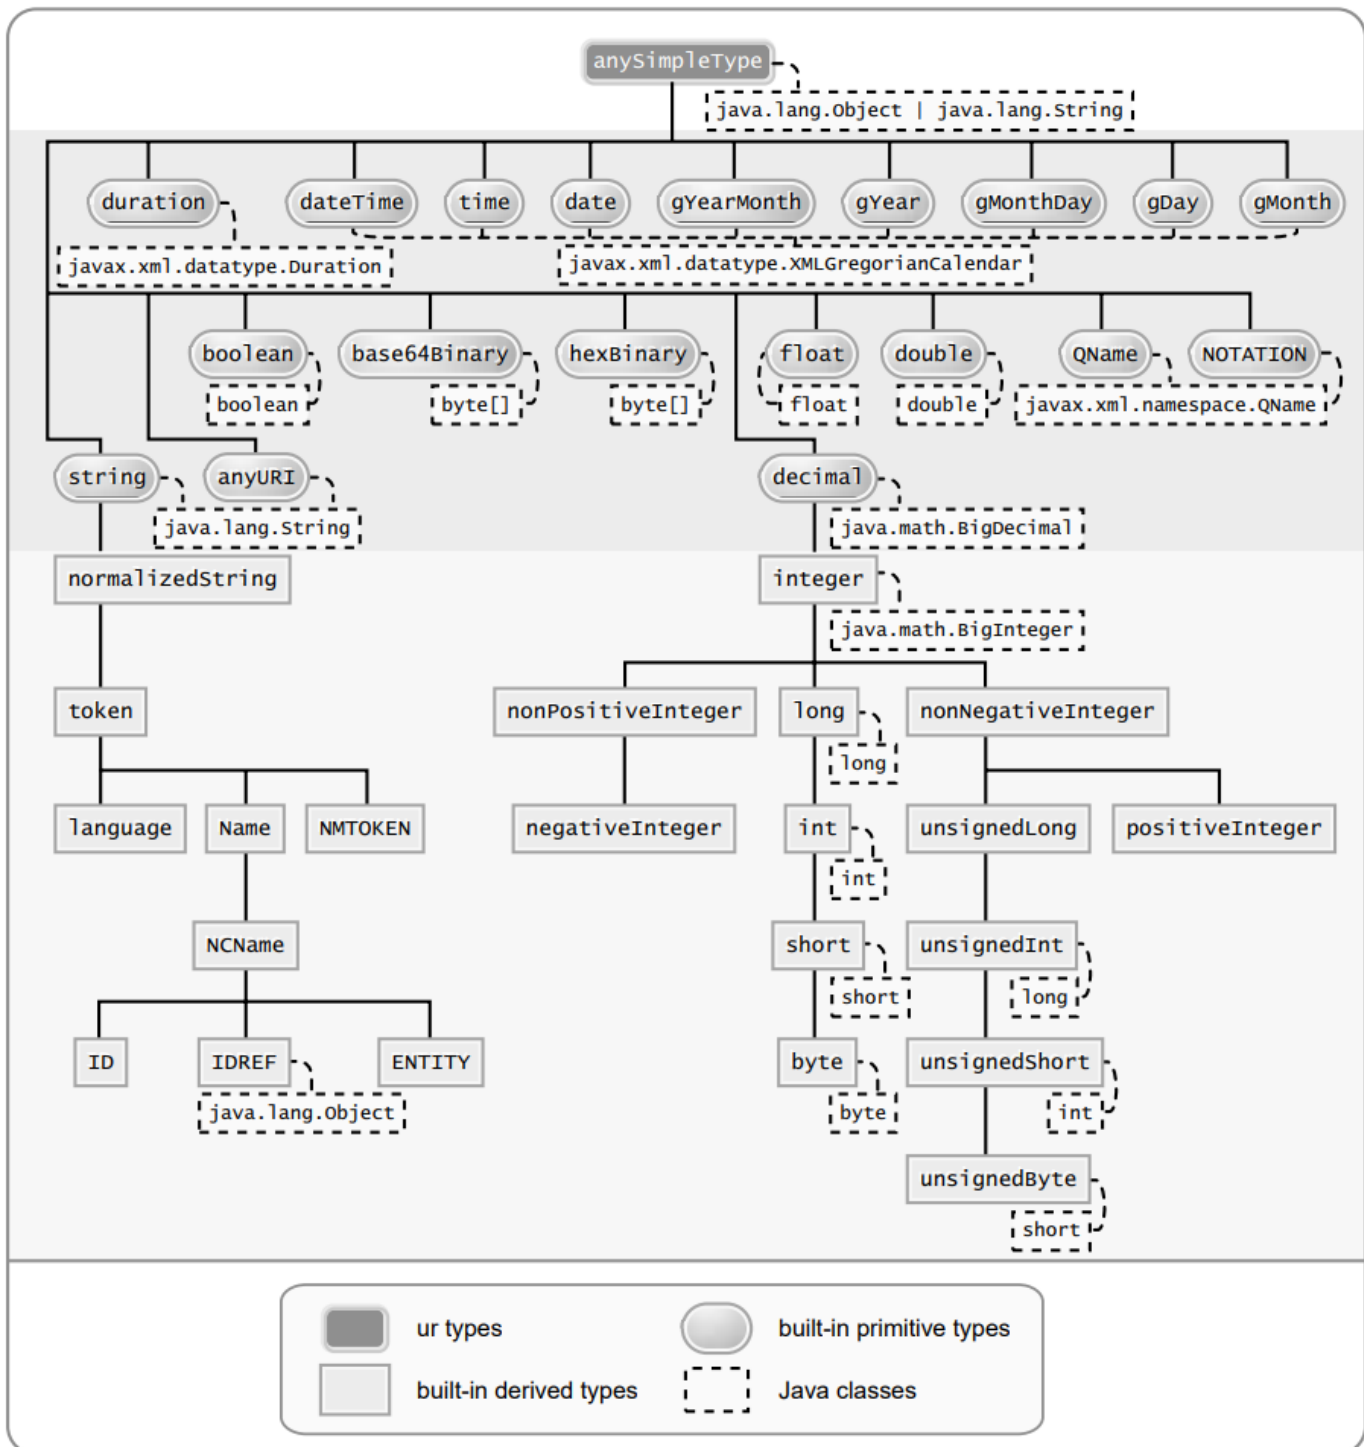 anySimpleType
java.lang.Object | java.lang.String
duration dateTime time date gYearMonth gYear gMonthDay gDay gMonth
javax.xml.datatype.Duration javax.xml.datatype.XMLGregorianCalendar
boolean base64Binary hexBinary float double QName NOTATION
boolean byte[] byte[] float double javax.xml.namespace.QName
string anyURI decimal
java.lang.String java.math.BigDecimal
normalizedString integer
java.math.BigInteger
token nonPositiveInteger long nonNegativeInteger
long
language Name NMTOKEN negativeInteger int unsignedLong positiveInteger
int
NCName short unsignedInt
short long
ID IDREF ENTITY byte unsignedShort
java.lang.Object byte int
unsignedByte
short
ur types built-in primitive types
built-in derived types Java classes